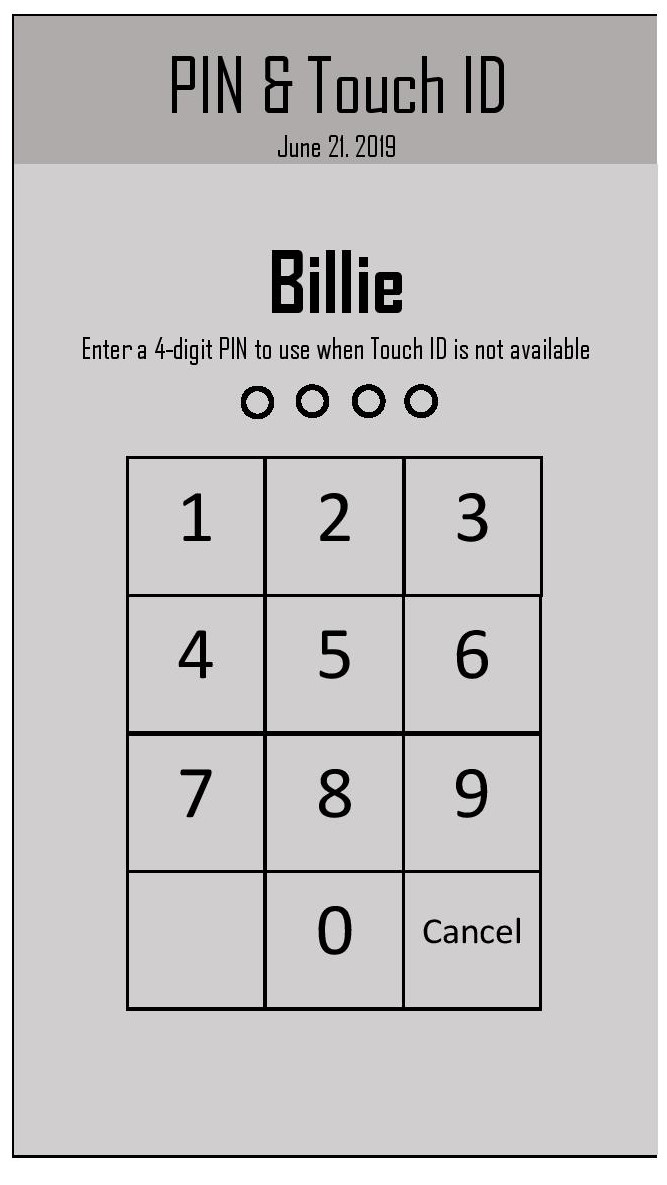 PIN & Touch ID
June 21. 2019
Billie
Enter a 4-digit PIN to use when Touch ID is not available
1 2 3
4 5 6
7 8 9
0 Cancel